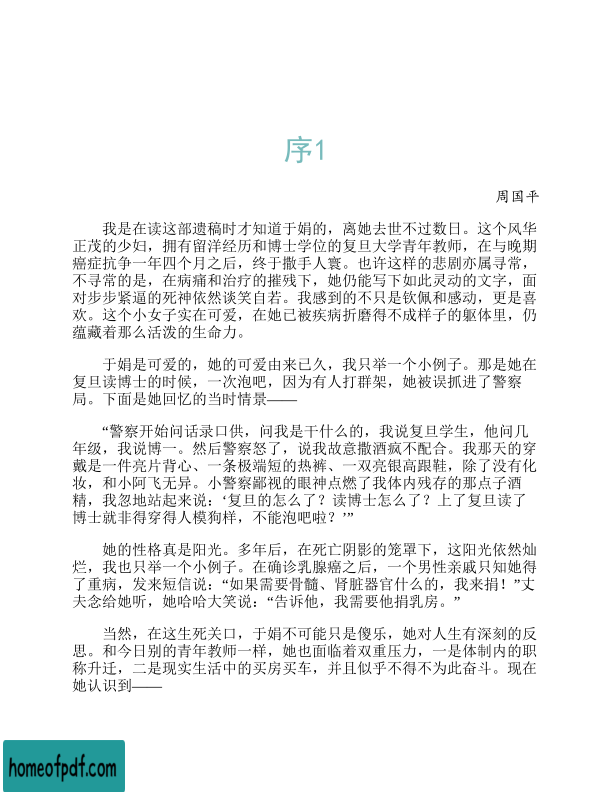 序1
周国平
我是在读这部遗稿时才知道于娟的，离她去世不过数日。这个风华
正茂的少妇，拥有留洋经历和博士学位的复旦大学青年教师，在与晚期
癌症抗争一年四个月之后，终于撒手人寰。也许这样的悲剧亦属寻常，
不寻常的是，在病痛和治疗的摧残下，她仍能写下如此灵动的文字，面
对步步紧逼的死神依然谈笑自若。我感到的不只是钦佩和感动，更是喜
欢。这个小女子实在可爱，在她已被疾病折磨得不成样子的躯体里，仍
蕴藏着那么活泼的生命力。
于娟是可爱的，她的可爱由来已久，我只举一个小例子。那是她在
复旦读博士的时候，一次泡吧，因为有人打群架，她被误抓进了警察
局。下面是她回忆的当时情景——
“警察开始问话录口供，问我是干什么的，我说复旦学生，他问几
年级，我说博一。然后警察怒了，说我故意撒酒疯不配合。我那天的穿
戴是一件亮片背心、一条极端短的热裤、一双亮银高跟鞋，除了没有化
妆，和小阿飞无异。小警察鄙视的眼神点燃了我体内残存的那点子酒
精，我忽地站起来说：‘复旦的怎么了？读博士怎么了？上了复旦读了
博士就非得穿得人模狗样，不能泡吧啦？’”
她的性格真是阳光。多年后，在死亡阴影的笼罩下，这阳光依然灿
烂，我也只举一个小例子。在确诊乳腺癌之后，一个男性亲戚只知她得
了重病，发来短信说：“如果需要骨髓、肾脏器官什么的，我来捐！”丈
夫念给她听，她哈哈大笑说：“告诉他，我需要他捐乳房。”
当然，在这生死关口，于娟不可能只是傻乐，她对人生有深刻的反
思。和今日别的青年教师一样，她也面临着双重压力，一是体制内的职
称升迁，二是现实生活中的买房买车，并且似乎不得不为此奋斗。现在
她认识到——
homeofpdf.com